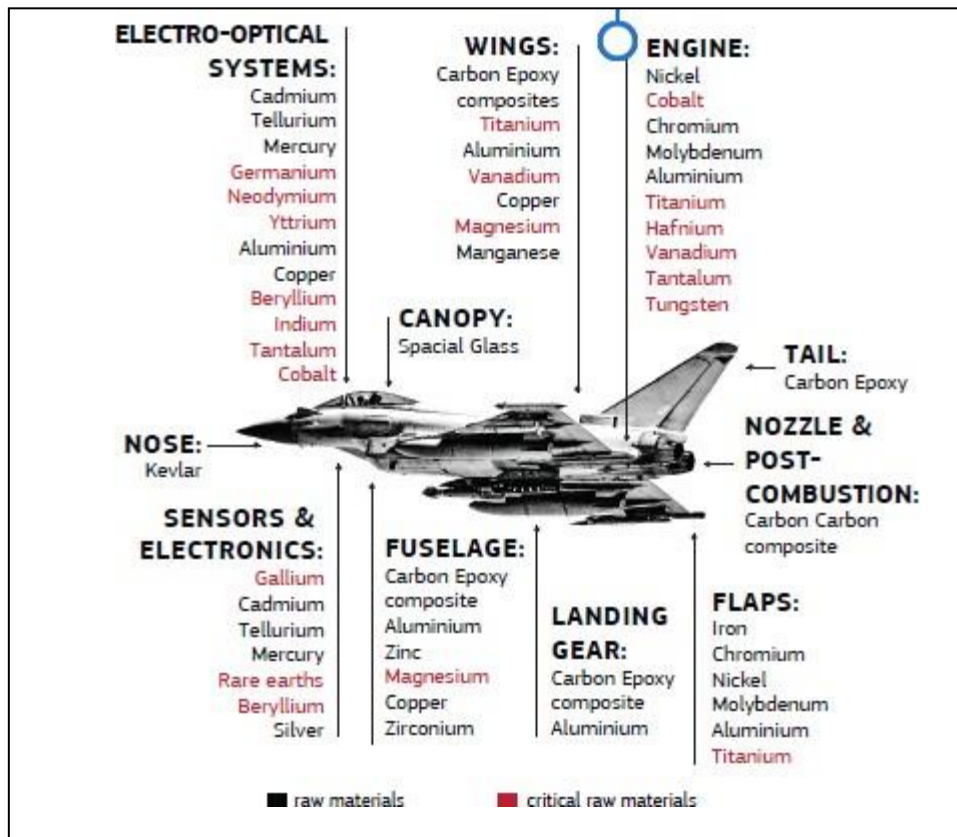 ELECTRO-OPTICAL
SYSTEMS:
Cadmium
Tellurium
Mercury
Germanium
Neodymium
Yttrium
Aluminium
Copper
Beryllium
Indium
Tantalum
Cobalt
WINGS:
Carbon Epoxy
composites
Titanium
Aluminium
Vanadium
Copper
Magnesium
Manganese
ENGINE:
Nickel
Cobalt
Chromium
Molybdenum
Aluminium
Titanium
Hafnium
Vanadium
Tantalum
Tungsten
CANOPY:
Spacial Glass
TAIL:
Carbon Epoxy
NOSE:
Kevlar
NOZZLE &
POST-
COMBUSTION:
Carbon Carbon
composite
SENSORS &
ELECTRONICS:
Gallium
Cadmium
Tellurium
Mercury
Rare earths
Beryllium
Silver
FUSELAGE:
Carbon Epoxy
composite
Aluminium
Zinc
Magnesium
Copper
Zirconium
LANDING
GEAR:
Carbon Epoxy
composite
Aluminium
FLAPS:
Iron
Chromium
Nickel
Molybdenum
Aluminium
Titanium
raw materials
critical raw materials